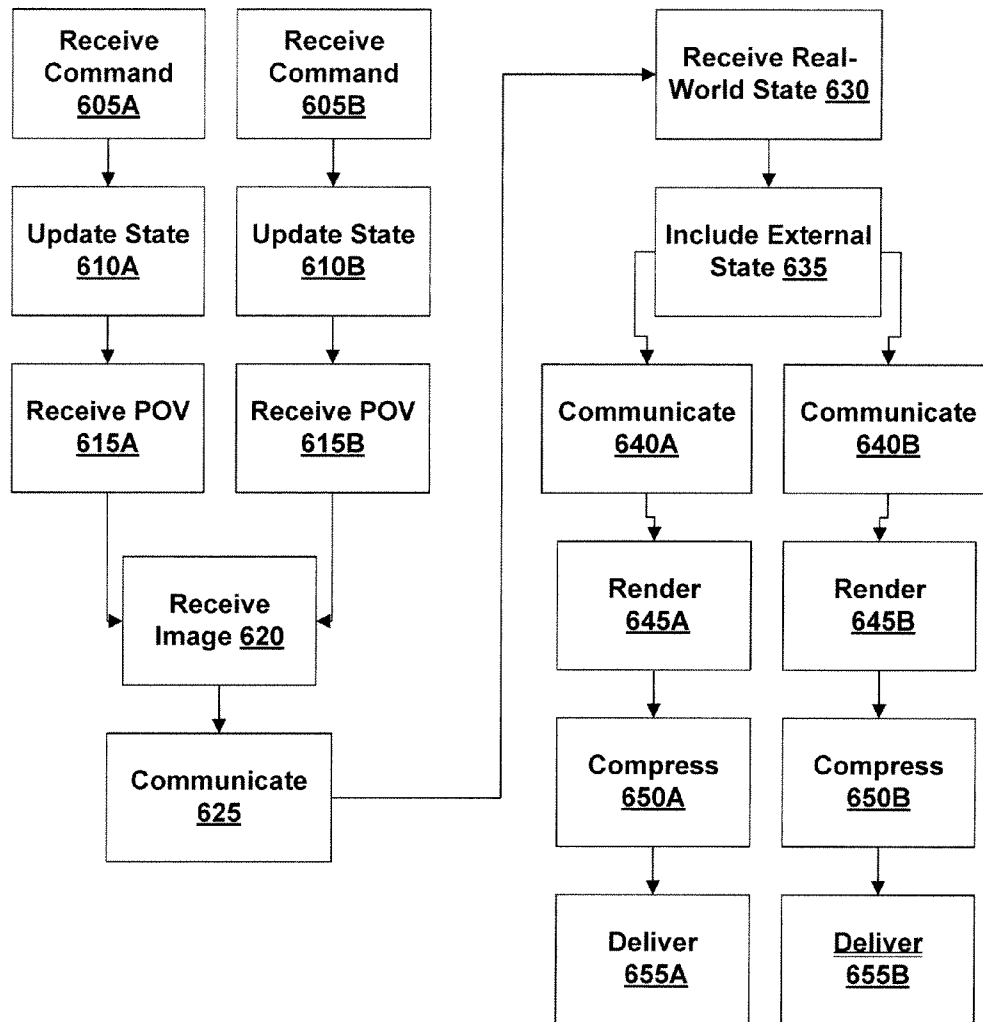 Receive
Command
605A
Receive
Command
605B
Update State
610A
Update State
610B
Receive POV
615A
Receive POV
615B
Receive
Image 620
Communicate
625
Receive Real-
World State 630
Include External
State 635
Communicate
640A
Communicate
640B
Render
645A
Render
645B
Compress
650A
Compress
650B
Deliver
655A
Deliver
655B